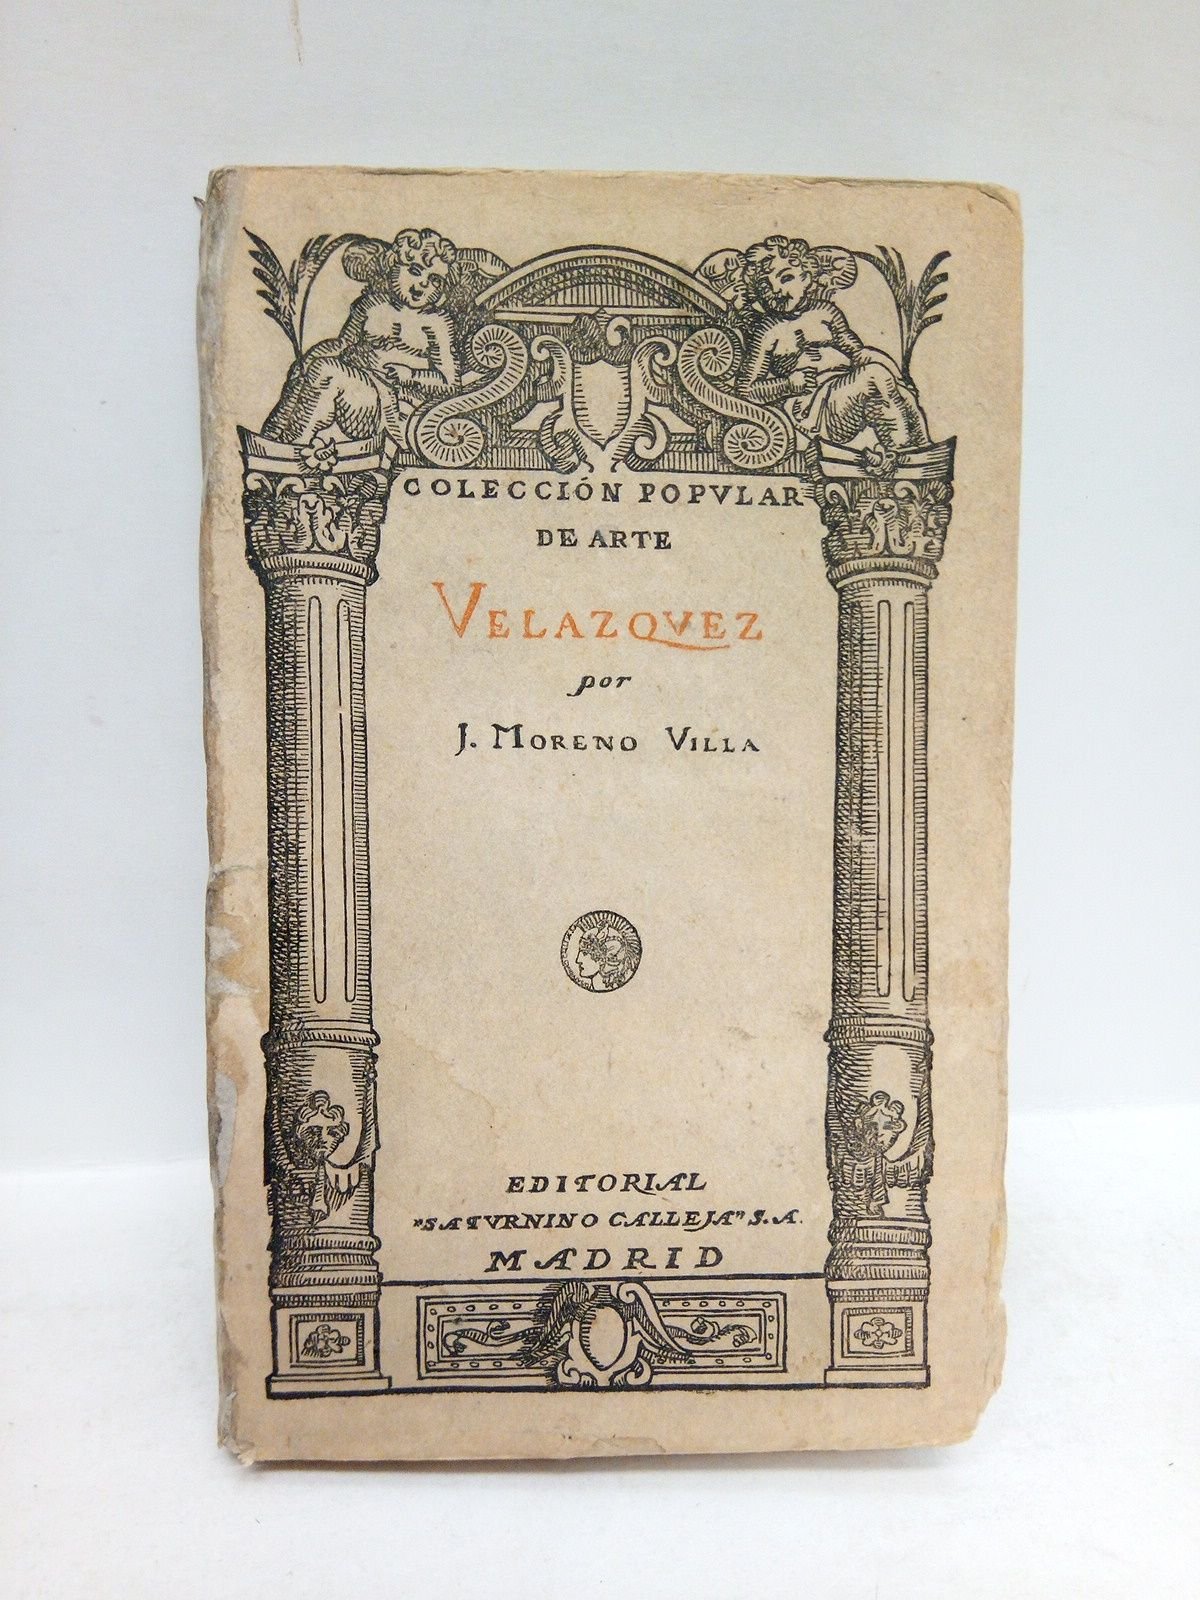 COLECCIÓN POPVLAR
DE ARTE
VELAZQVEZ
por
J. MORENO VILLA
EDITORIAL
"SATVRNINO CALLEJA" S.A.
MADRID